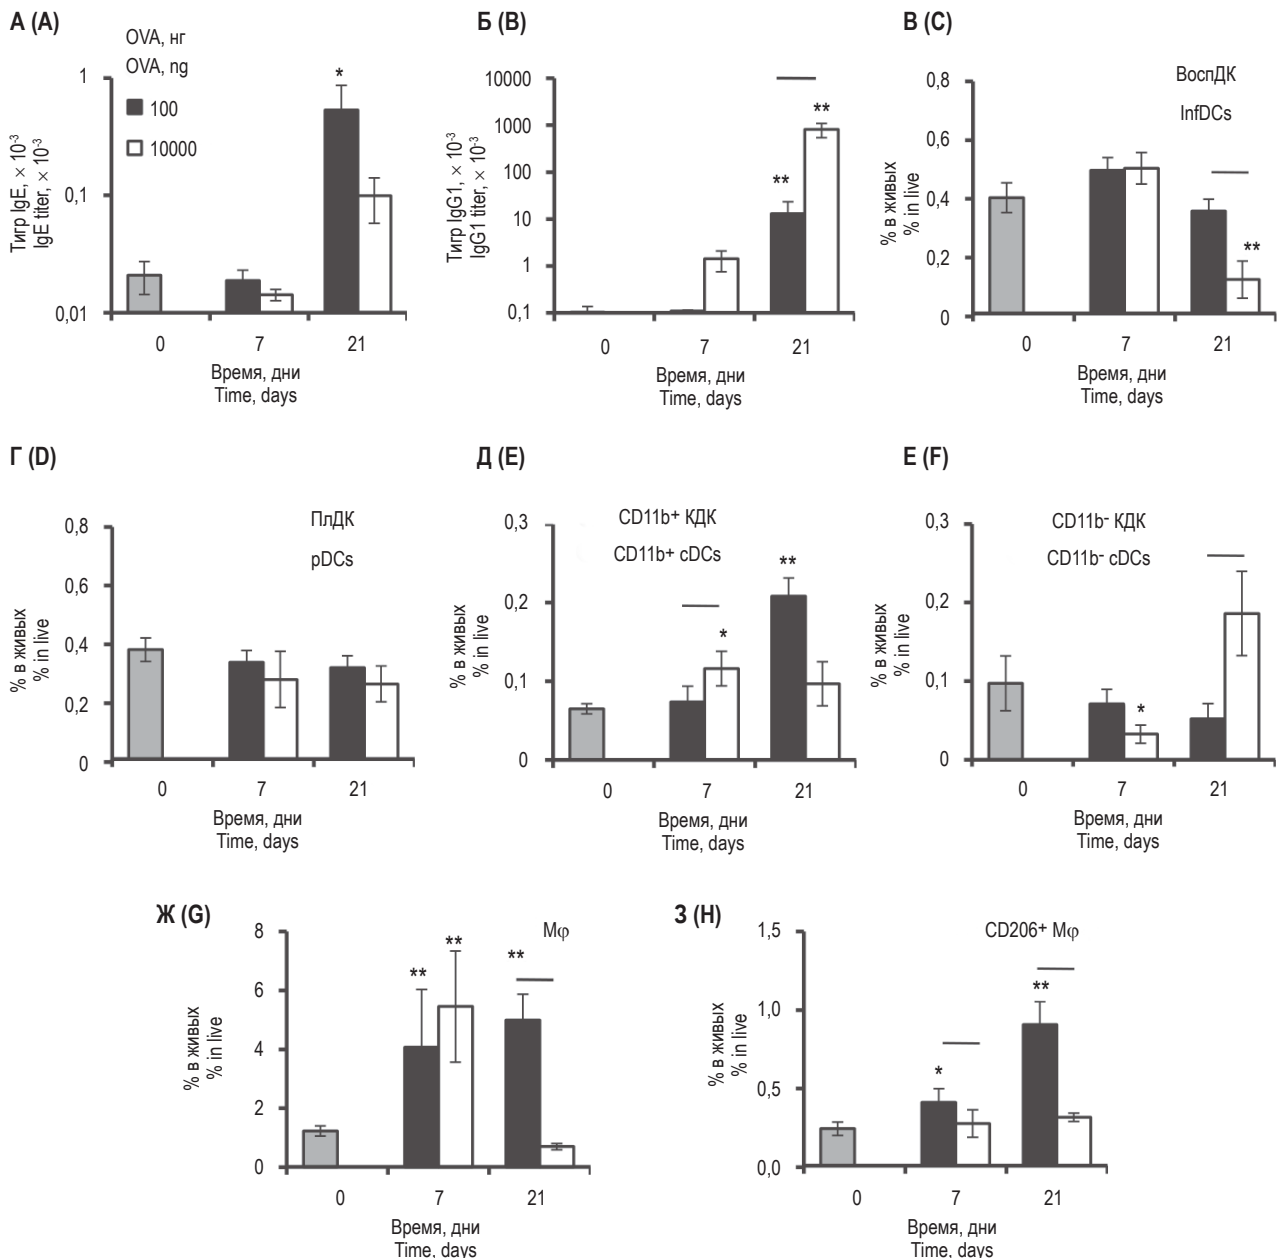 А (A)
OVA, нг
OVA, ng
100
10000
Тигр IgE, × 10⁻³
IgE titer, × 10⁻³
1
0,1
0,01
0
7
21
*
Время, дни
Time, days
Б (B)
Тигр IgG1, × 10⁻³
IgG1 titer, × 10⁻³
10000
1000
100
10
1
0,1
**
**
0
7
21
Время, дни
Time, days
В (C)
ВоспДК
InfDCs
% в живых
% in live
0,8
0,6
0,4
0,2
0
**
0
7
21
Время, дни
Time, days
Г (D)
ПлДК
pDCs
% в живых
% in live
0,8
0,6
0,4
0,2
0
0
7
21
Время, дни
Time, days
Д (E)
CD11b+ КДК
CD11b+ cDCs
% в живых
% in live
0,3
0,2
0,1
0
*
**
0
7
21
Время, дни
Time, days
Е (F)
CD11b- КДК
CD11b- cDCs
% в живых
% in live
0,3
0,2
0,1
0
*
0
7
21
Время, дни
Time, days
Ж (G)
Мφ
% в живых
% in live
8
6
4
2
0
**
**
**
0
7
21
Время, дни
Time, days
З (H)
CD206+ Мφ
% в живых
% in live
1,5
1,0
0,5
0,0
*
**
0
7
21
Время, дни
Time, days